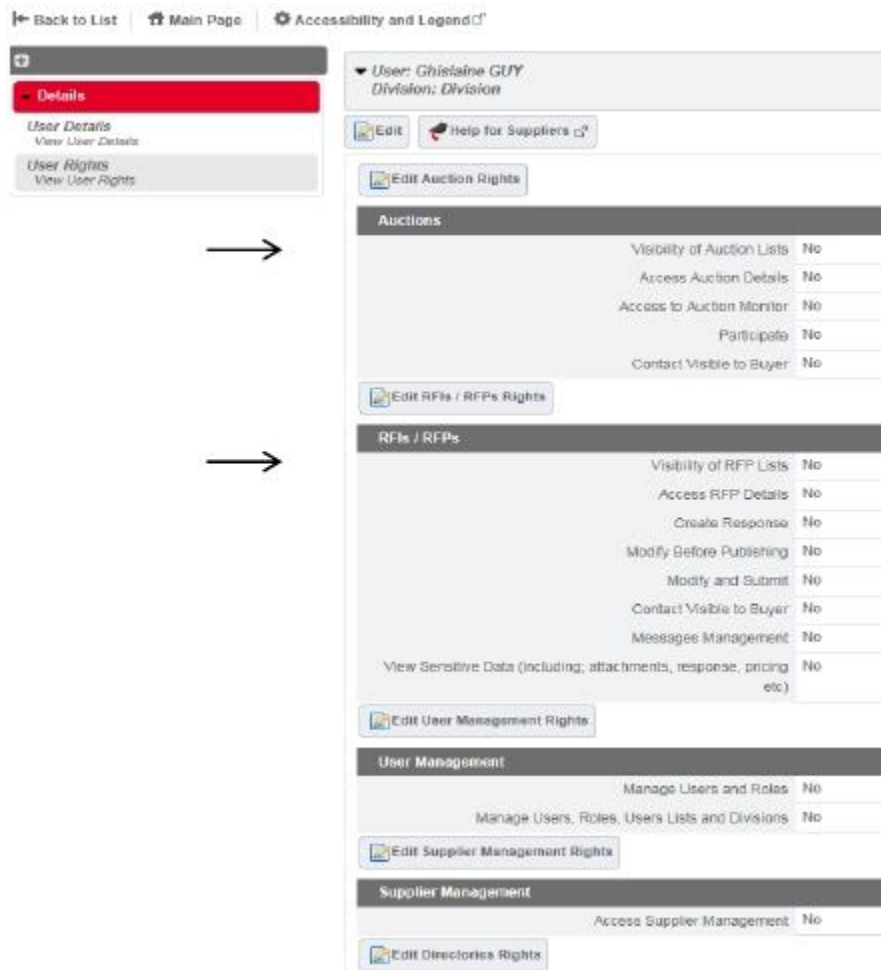 Back to List Main Page Accessibility and Legend
Details
User Details
View User Details
User Rights
View User Rights
User: Ghislaine GUY
Division: Division
Edit Help for Suppliers
Edit Auction Rights
Auctions
Visibility of Auction Lists No
Access Auction Details No
Access to Auction Monitor No
Participate No
Contact Visible to Buyer No
Edit RFIs / RFPs Rights
RFIs / RFPs
Visibility of RFP Lists No
Access RFP Details No
Create Response No
Modify Before Publishing No
Modify and Submit No
Contact Visible to Buyer No
Messages Management No
View Sensitive Data (including; attachments, response, pricing No
etc)
Edit User Management Rights
User Management
Manage Users and Roles No
Manage Users, Roles, Users Lists and Divisions No
Edit Supplier Management Rights
Supplier Management
Access Supplier Management No
Edit Directories Rights